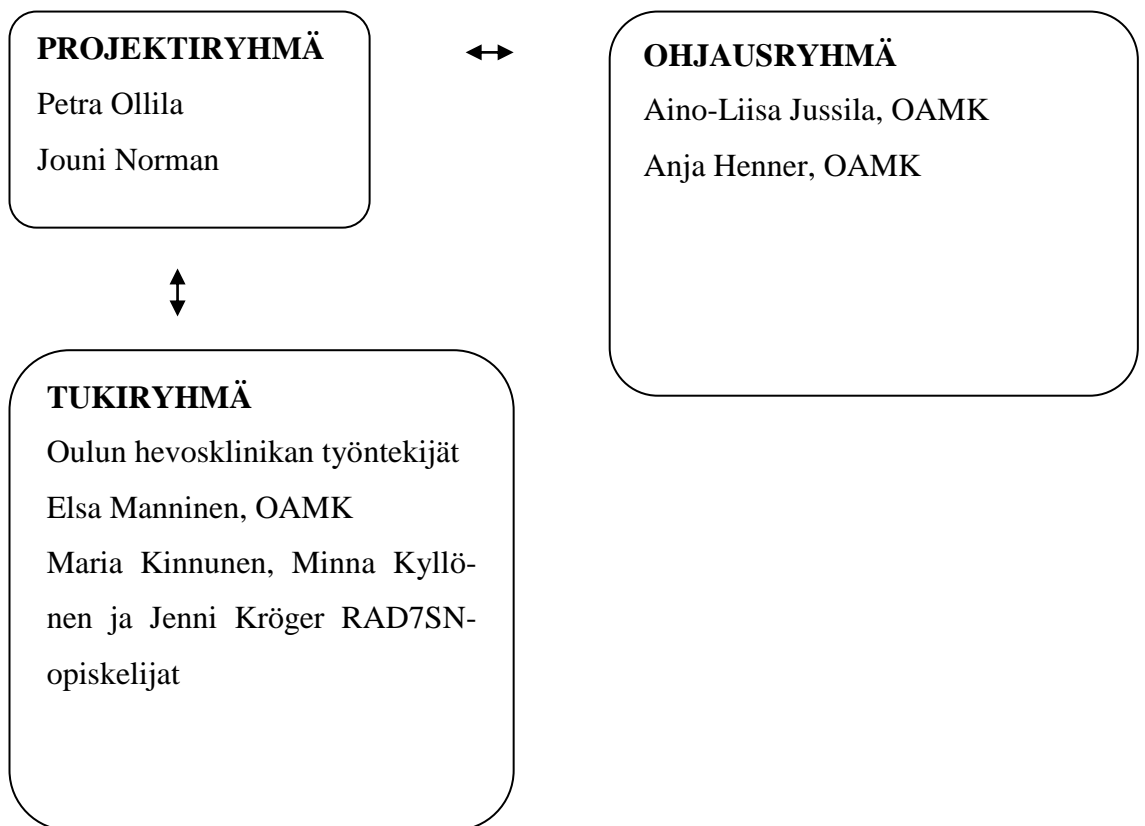 PROJEKTIRYHMÄ
Petra Ollila
Jouni Norman
OHJAUSRYHMÄ
Aino-Liisa Jussila, OAMK
Anja Henner, OAMK
TUKIRYHMÄ
Oulun hevosklinikan työntekijät
Elsa Manninen, OAMK
Maria Kinnunen, Minna Kyllö-
nen ja Jenni Kröger RAD7SN-
opiskelijat